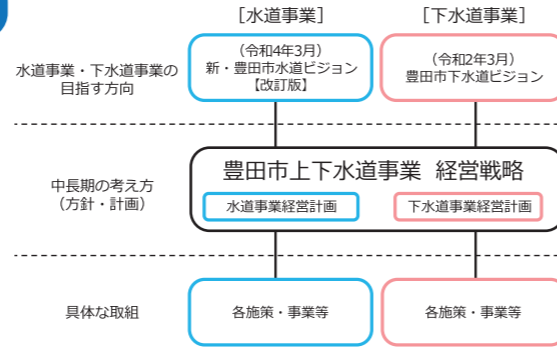 [水道事業]
[下水道事業]
水道事業・下水道事業の
目指す方向
(令和4年3月)
新・豊田市水道ビジョン
【改訂版】
(令和2年3月)
豊田市下水道ビジョン
中長期の考え方
(方針・計画)
豊田市上下水道事業 経営戦略
水道事業経営計画
下水道事業経営計画
具体な取組
各施策・事業等
各施策・事業等